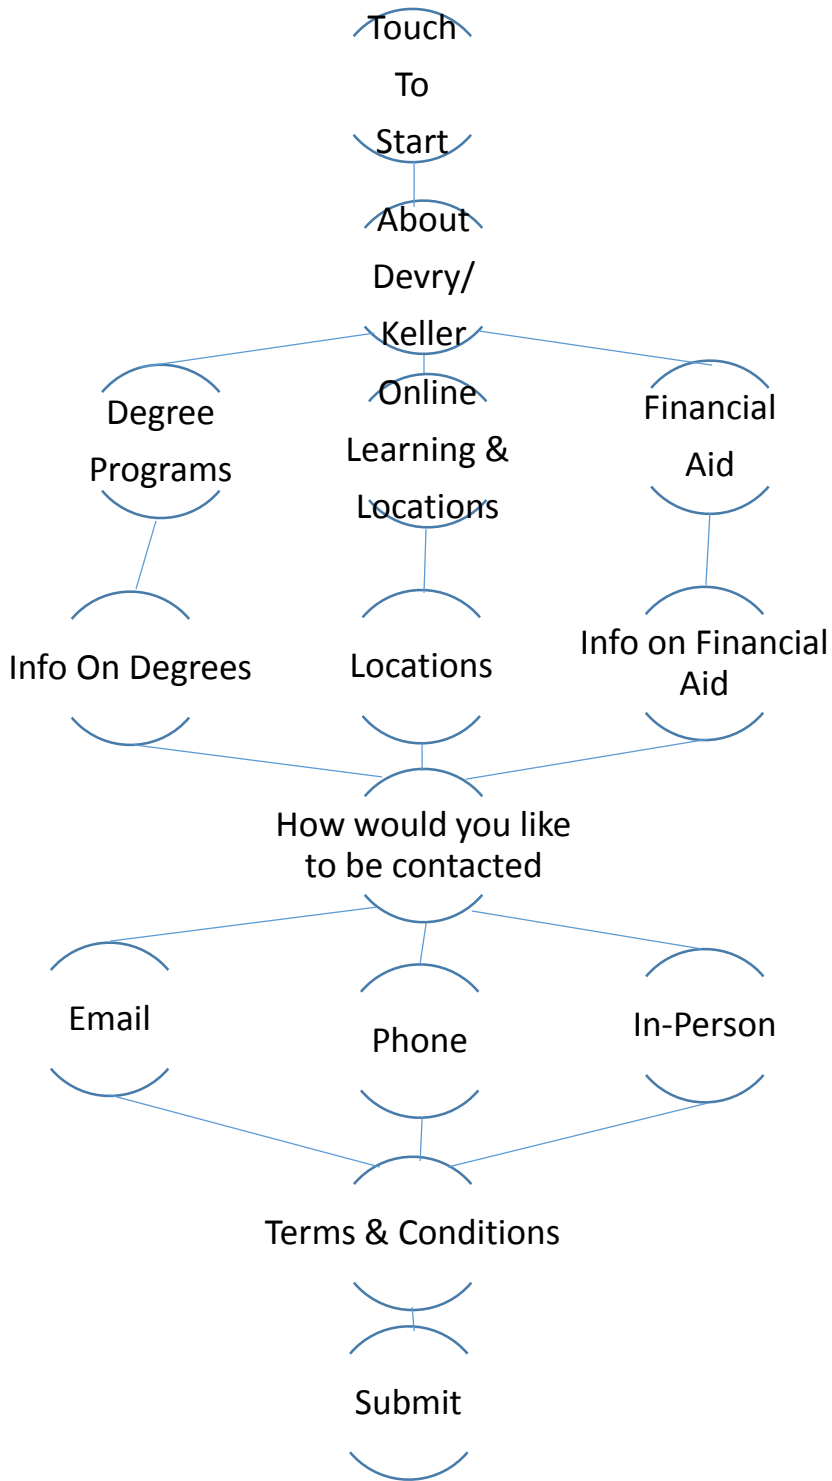 Touch
To
Start
About
Devry/
Keller
Degree
Programs
Online
Learning &
Locations
Financial
Aid
Info On Degrees
Locations
Info on Financial
Aid
How would you like
to be contacted
Email
Phone
In-Person
Terms & Conditions
Submit